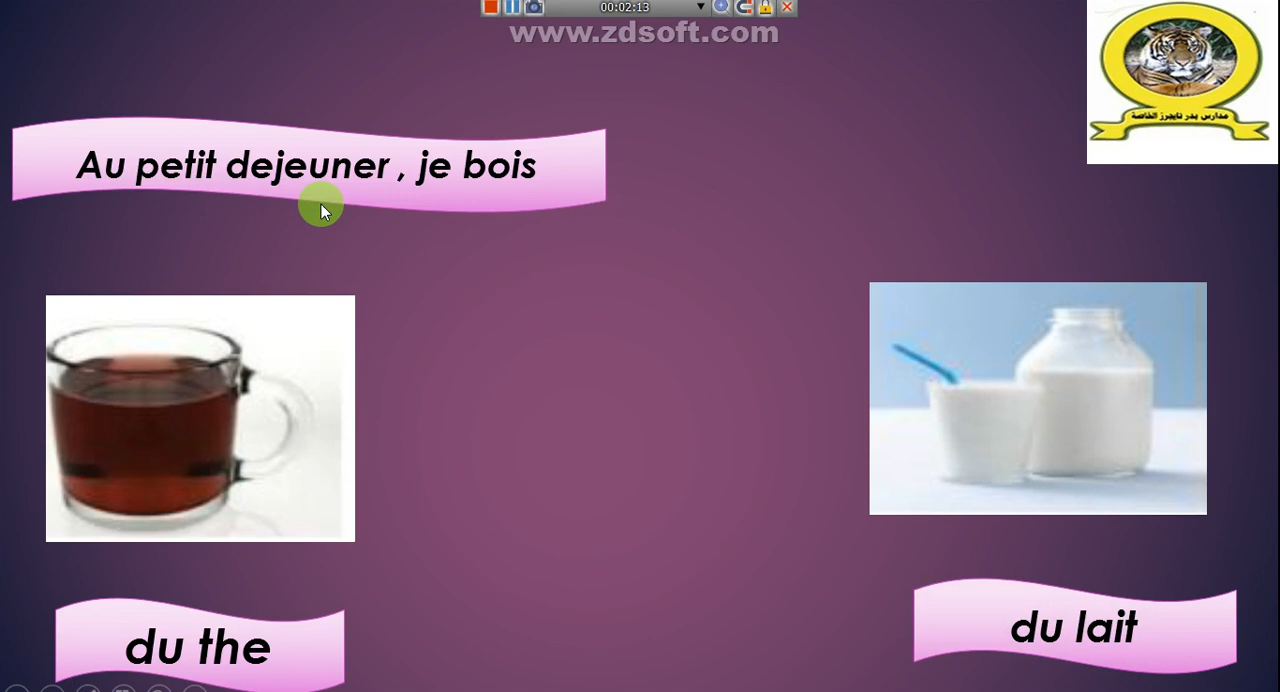 00:02:13
www.zdsoft.com
مدارس بدر تايجرز الخاصة
Au petit dejeuner , je bois
du the
du lait